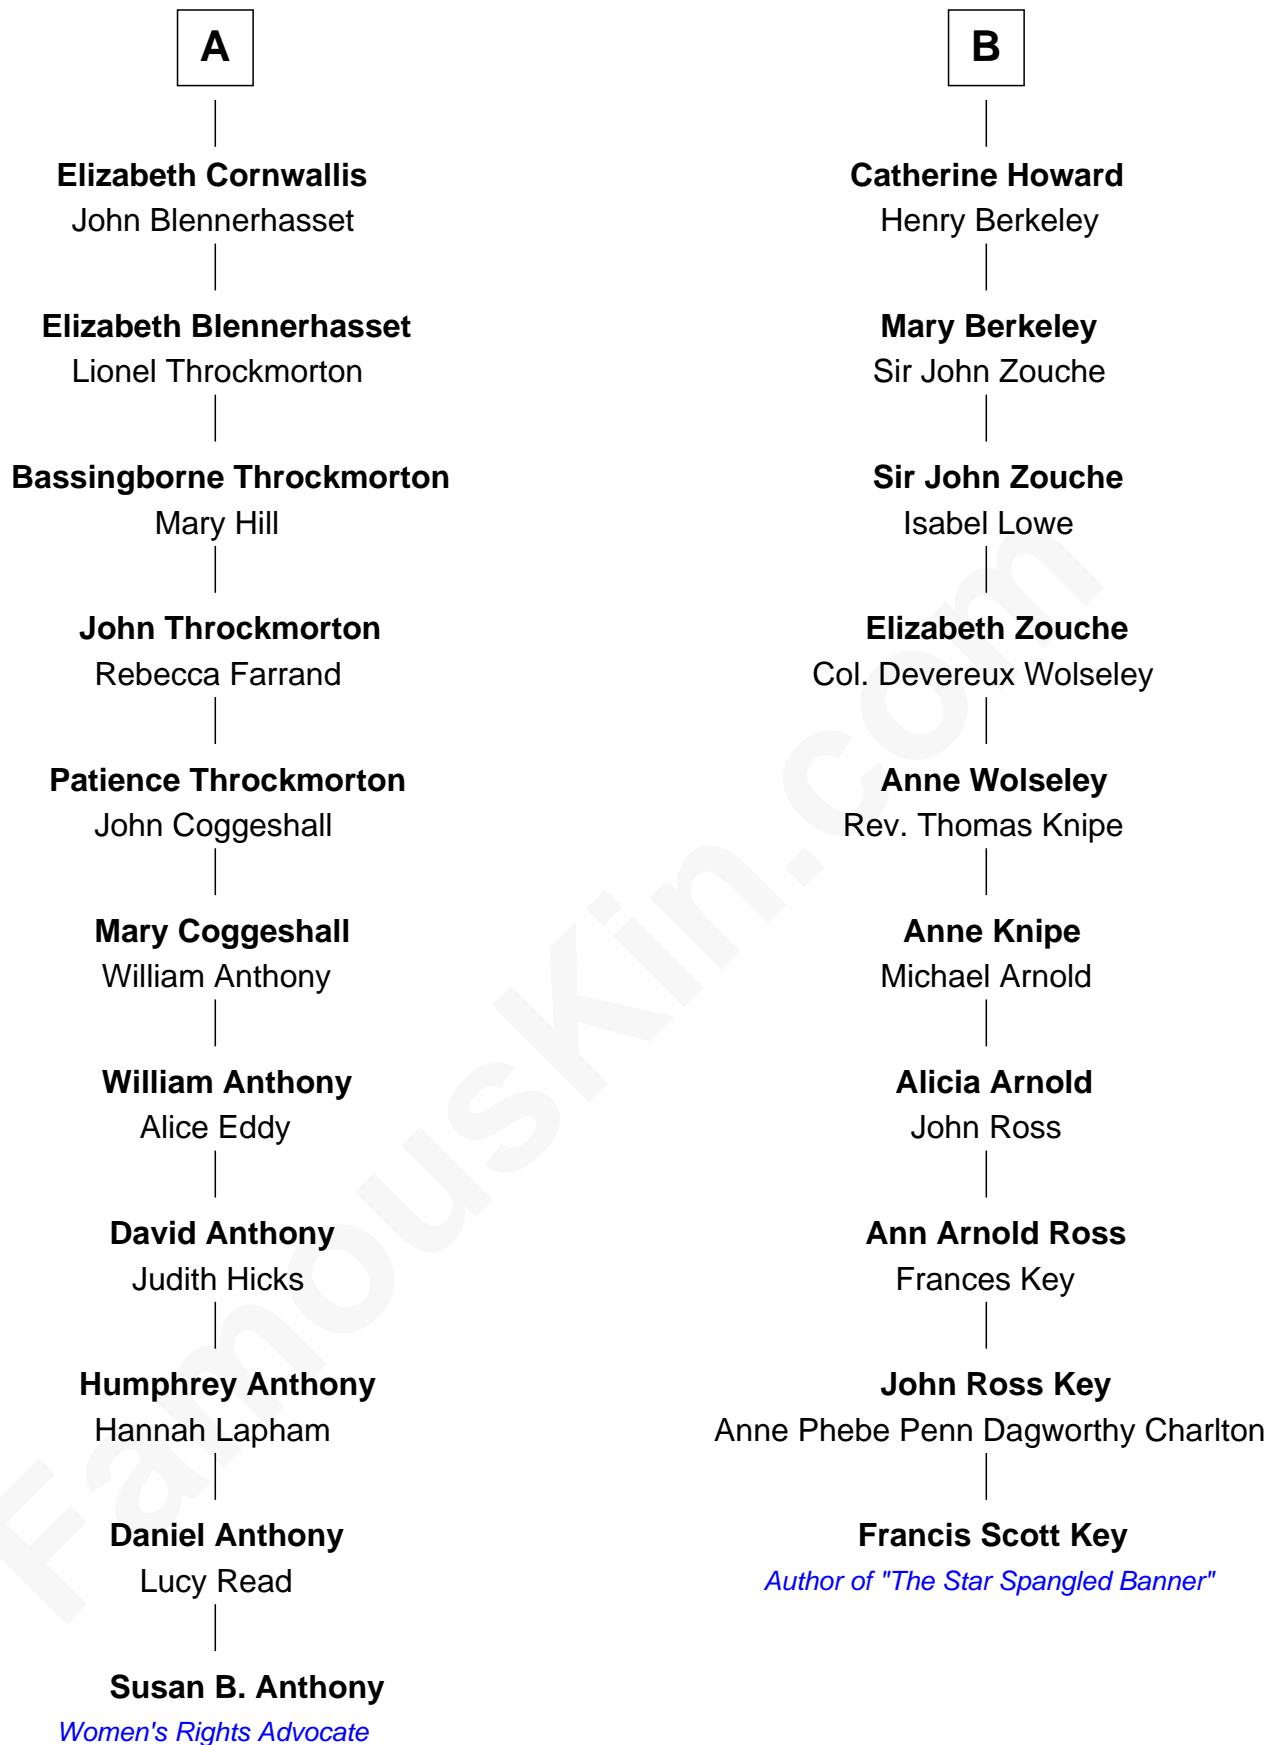 A
Elizabeth Cornwallis
John Blennerhasset
Elizabeth Blennerhasset
Lionel Throckmorton
Bassingborne Throckmorton
Mary Hill
John Throckmorton
Rebecca Farrand
Patience Throckmorton
John Coggeshall
Mary Coggeshall
William Anthony
William Anthony
Alice Eddy
David Anthony
Judith Hicks
Humphrey Anthony
Hannah Lapham
Daniel Anthony
Lucy Read
Susan B. Anthony
Women's Rights Advocate
B
Catherine Howard
Henry Berkeley
Mary Berkeley
Sir John Zouche
Sir John Zouche
Isabel Lowe
Elizabeth Zouche
Col. Devereux Wolseley
Anne Wolseley
Rev. Thomas Knipe
Anne Knipe
Michael Arnold
Alicia Arnold
John Ross
Ann Arnold Ross
Frances Key
John Ross Key
Anne Phebe Penn Dagworthy Charlton
Francis Scott Key
Author of "The Star Spangled Banner"
FamousKin.com